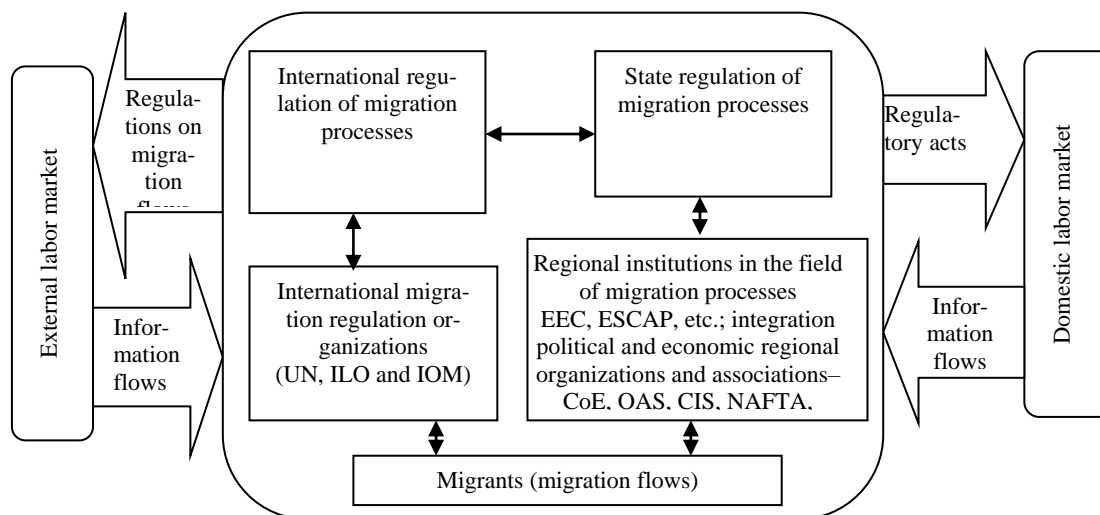 External labor market
Regula-
tions on
migra-
tion
flows
Infor-
mation
flows
International regu-
lation of migration
processes
State regulation of
migration processes
International migra-
tion regulation or-
ganizations
(UN, ILO and IOM)
Regional institutions in the field
of migration processes
EEC, ESCAP, etc.; integration
political and economic regional
organizations and associations–
CoE, OAS, CIS, NAFTA,
Migrants (migration flows)
Regula-
tory acts
Infor-
mation
flows
Domestic labor market